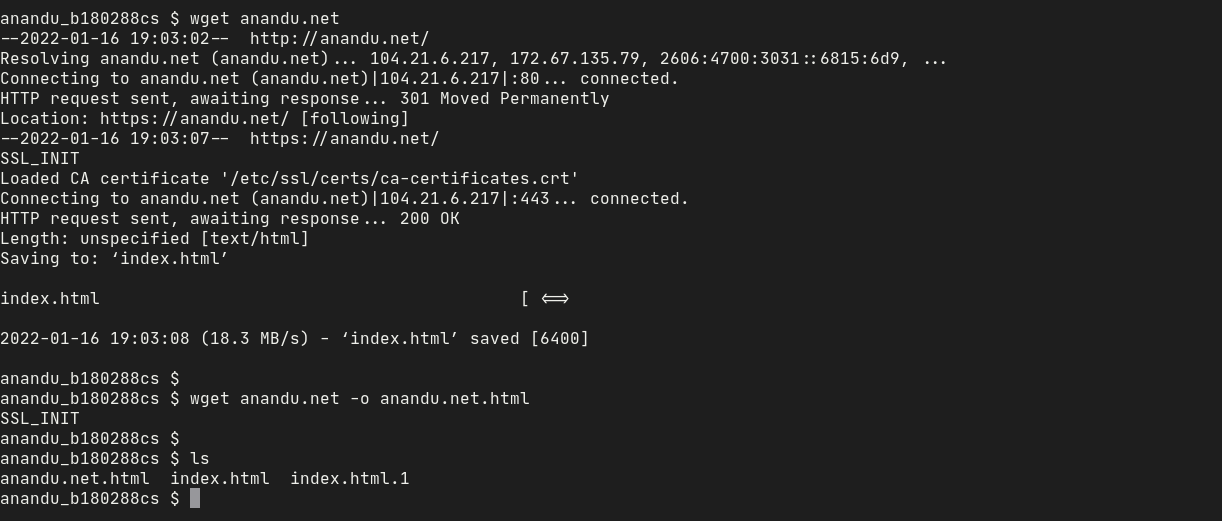 anandu_b180288cs $ wget anandu.net
--2022-01-16 19:03:02--  http://anandu.net/
Resolving anandu.net (anandu.net)... 104.21.6.217, 172.67.135.79, 2606:4700:3031::6815:6d9, ...
Connecting to anandu.net (anandu.net)|104.21.6.217|:80... connected.
HTTP request sent, awaiting response... 301 Moved Permanently
Location: https://anandu.net/ [following]
--2022-01-16 19:03:07--  https://anandu.net/
SSL_INIT
Loaded CA certificate '/etc/ssl/certs/ca-certificates.crt'
Connecting to anandu.net (anandu.net)|104.21.6.217|:443... connected.
HTTP request sent, awaiting response... 200 OK
Length: unspecified [text/html]
Saving to: ‘index.html’
index.html                                          [ <=>
2022-01-16 19:03:08 (18.3 MB/s) - ‘index.html’ saved [6400]
anandu_b180288cs $
anandu_b180288cs $ wget anandu.net -o anandu.net.html
SSL_INIT
anandu_b180288cs $
anandu_b180288cs $ ls
anandu.net.html  index.html  index.html.1
anandu_b180288cs $